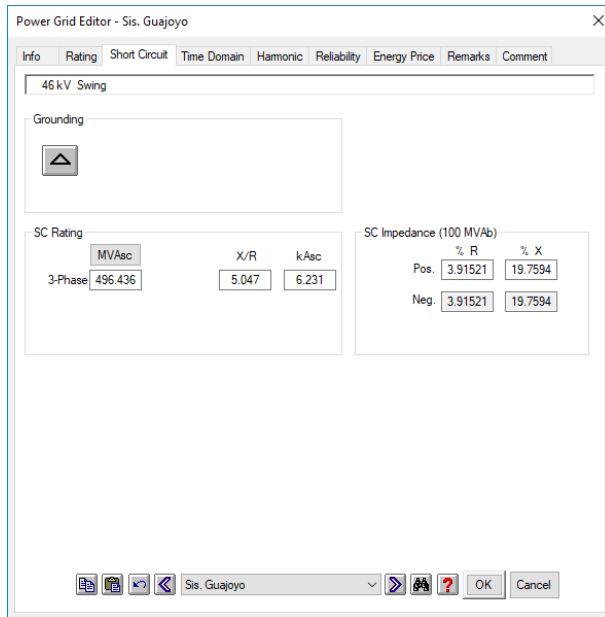 Power Grid Editor - Sis. Guajoyo
Info Rating Short Circuit Time Domain Harmonic Reliability Energy Price Remarks Comment
46 kV Swing
Grounding
SC Rating
MVAsc X/R kAsc
3-Phase 496.436 5.047 6.231
SC Impedance (100 MVAb)
% R % X
Pos. 3.91521 19.7594
Neg. 3.91521 19.7594
Sis. Guajoyo
OK Cancel